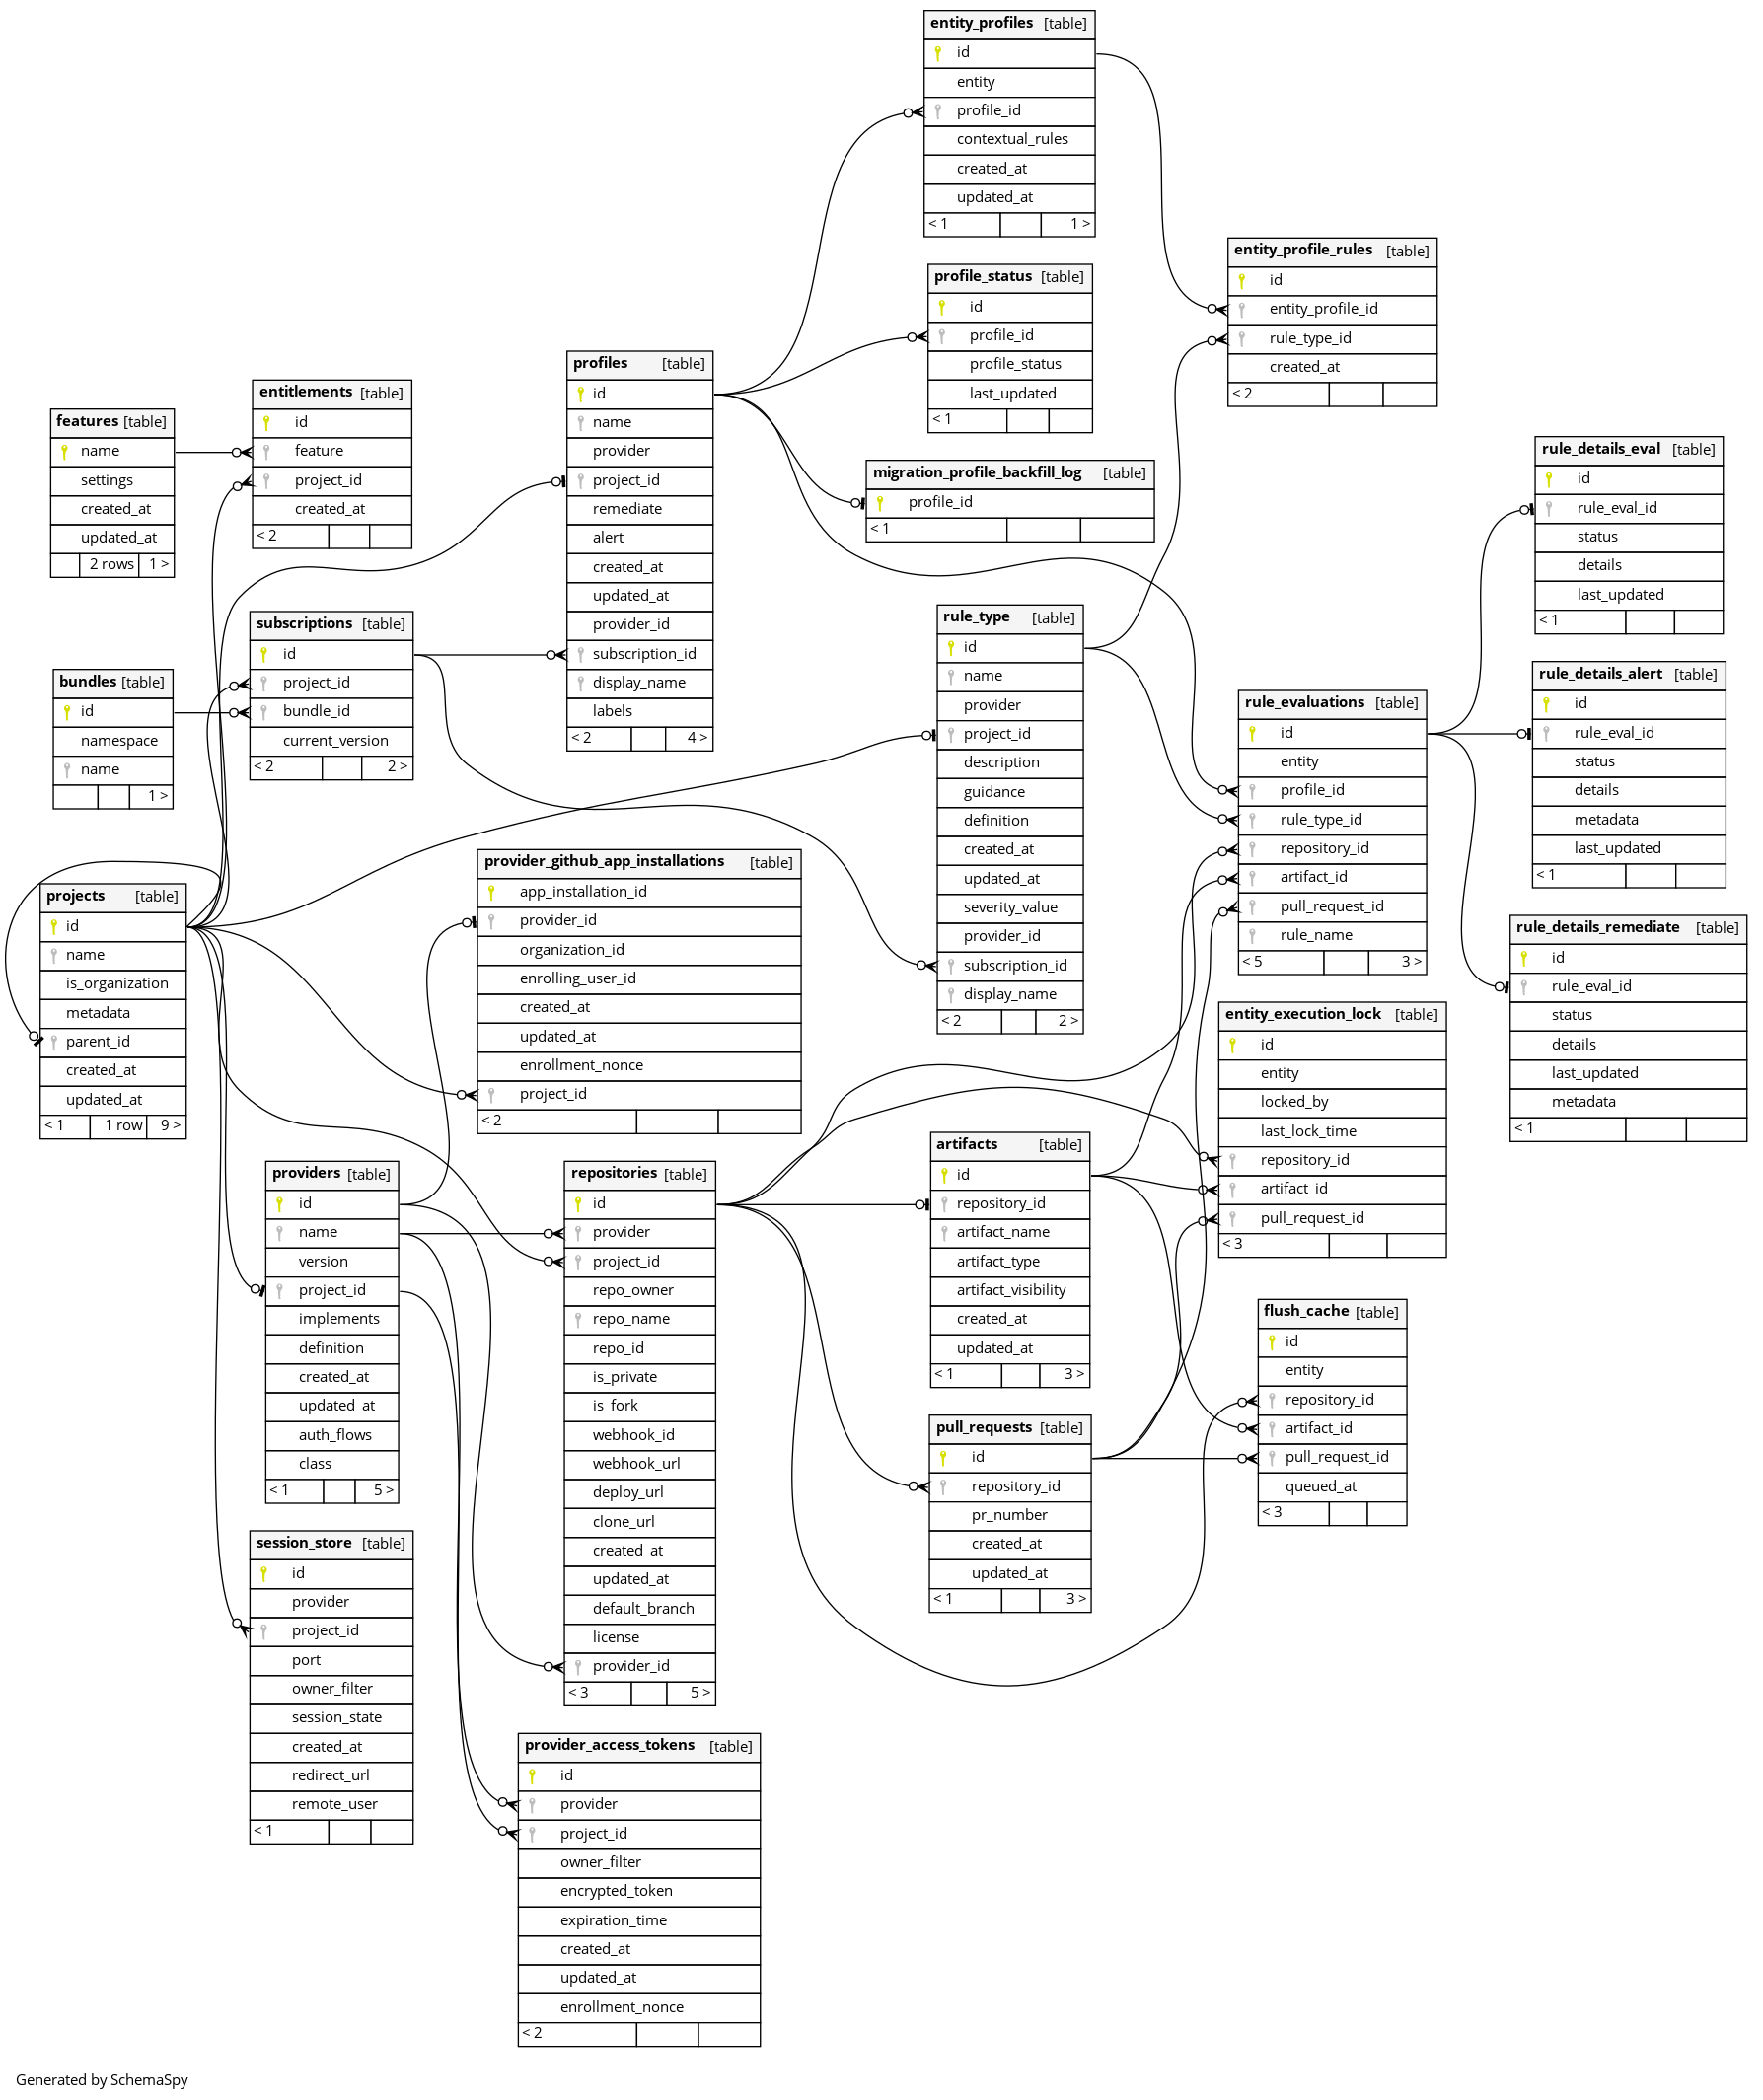 entity_profiles [table]
id
entity
profile_id
contextual_rules
created_at
updated_at
< 1 1 >
entity_profile_rules [table]
id
entity_profile_id
rule_type_id
created_at
< 2
profile_status [table]
id
profile_id
profile_status
last_updated
< 1
profiles [table]
id
name
provider
project_id
remediate
alert
created_at
updated_at
provider_id
subscription_id
display_name
labels
< 2 4 >
entitlements [table]
id
feature
project_id
created_at
< 2
features [table]
name
settings
created_at
updated_at
2 rows 1 >
migration_profile_backfill_log [table]
profile_id
< 1
rule_details_eval [table]
id
rule_eval_id
status
details
last_updated
< 1
subscriptions [table]
id
project_id
bundle_id
current_version
< 2 2 >
bundles [table]
id
namespace
name
1 >
rule_type [table]
id
name
provider
project_id
description
guidance
definition
created_at
updated_at
severity_value
provider_id
subscription_id
display_name
< 2 2 >
rule_evaluations [table]
id
entity
profile_id
rule_type_id
repository_id
artifact_id
pull_request_id
rule_name
< 5 3 >
rule_details_alert [table]
id
rule_eval_id
status
details
metadata
last_updated
< 1
provider_github_app_installations [table]
app_installation_id
provider_id
organization_id
enrolling_user_id
created_at
updated_at
enrollment_nonce
project_id
< 2
projects [table]
id
name
is_organization
metadata
parent_id
created_at
updated_at
< 1 1 row 9 >
rule_details_remediate [table]
id
rule_eval_id
status
details
last_updated
metadata
< 1
entity_execution_lock [table]
id
entity
locked_by
last_lock_time
repository_id
artifact_id
pull_request_id
< 3
providers [table]
id
name
version
project_id
implements
definition
created_at
updated_at
auth_flows
class
< 1 5 >
repositories [table]
id
provider
project_id
repo_owner
repo_name
repo_id
is_private
is_fork
webhook_id
webhook_url
deploy_url
clone_url
created_at
updated_at
default_branch
license
provider_id
< 3 5 >
artifacts [table]
id
repository_id
artifact_name
artifact_type
artifact_visibility
created_at
updated_at
< 1 3 >
flush_cache [table]
id
entity
repository_id
artifact_id
pull_request_id
queued_at
< 3
pull_requests [table]
id
repository_id
pr_number
created_at
updated_at
< 1 3 >
session_store [table]
id
provider
project_id
port
owner_filter
session_state
created_at
redirect_url
remote_user
< 1
provider_access_tokens [table]
id
provider
project_id
owner_filter
encrypted_token
expiration_time
created_at
updated_at
enrollment_nonce
< 2
Generated by SchemaSpy